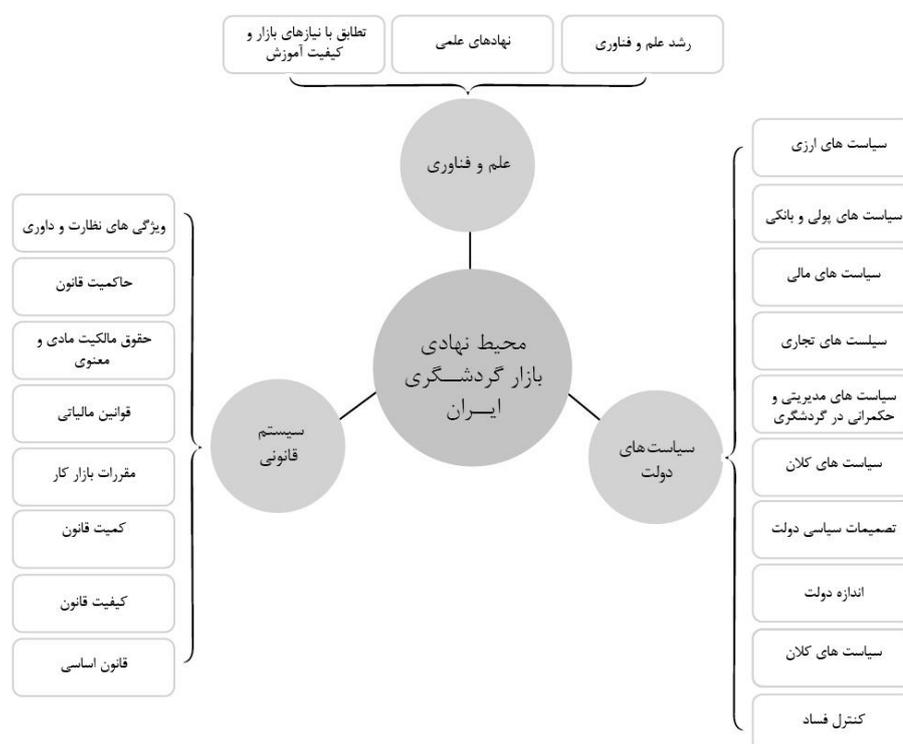 رشد علم و فناوری
نهادهای علمی
تطابق با نیازهای بازار و
کیفیت آموزش
علم و فناوری
محیط نهادی
بازار گردشـــگری
ایـــران
سیاست‌های
دولت
سیاست های ارزی
سیاست های پولی و بانکی
سیاست های مالی
سیلست های تجاری
سیاست های مدیریتی و
حکمرانی در گردشگری
سیاست های کلان
تصمیمات سیاسی دولت
اندازه دولت
سیاست های کلان
کنترل فساد
سیستم
قانونی
ویژگی های نظارت و داوری
حاکمیت قانون
حقوق مالکیت مادی و
معنوی
قوانین مالیاتی
مقررات بازار کار
کمیت قانون
کیفیت قانون
قانون اساسی